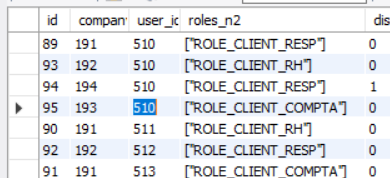 id compan user_ic roles_n2 dis
89 191 510 ["ROLE_CLIENT_RESP"] 0
93 192 510 ["ROLE_CLIENT_RH"] 0
94 194 510 ["ROLE_CLIENT_RESP"] 1
95 193 510 ["ROLE_CLIENT_COMPTA"] 0
90 191 511 ["ROLE_CLIENT_RH"] 0
92 192 512 ["ROLE_CLIENT_RESP"] 0
91 191 513 ["ROLE_CLIENT_COMPTA"] 0